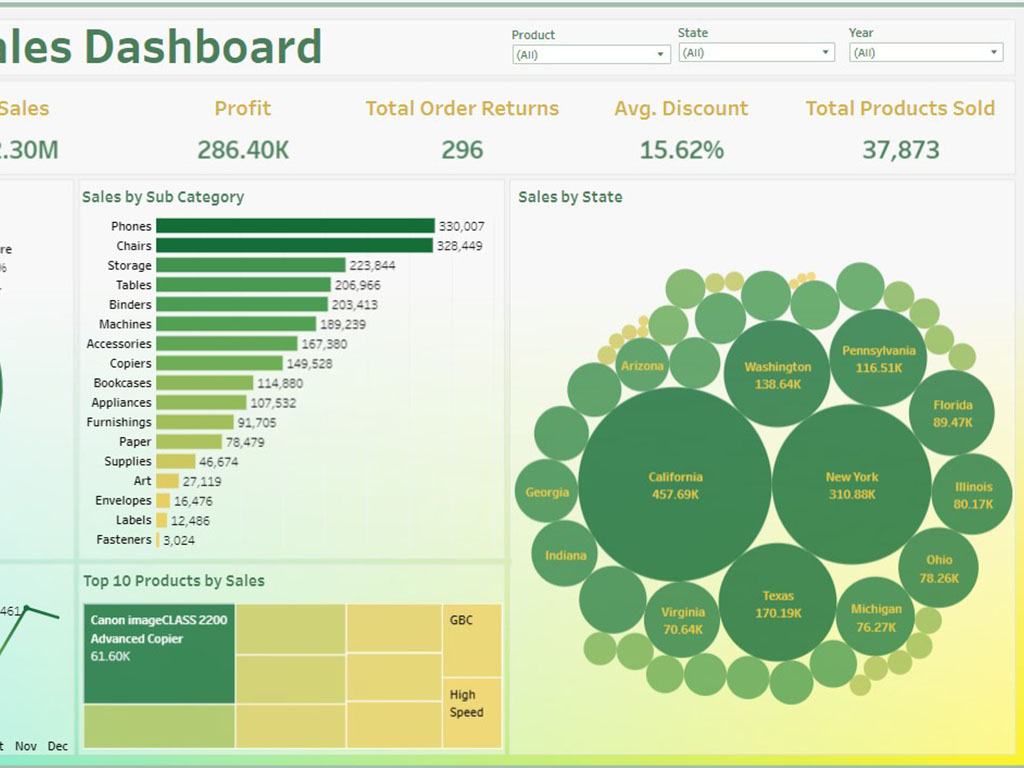 ales Dashboard
Product
State
Year
(All)
(All)
(All)
Sales
Profit
Total Order Returns
Avg. Discount
Total Products Sold
2.30M
286.40K
296
15.62%
37,873
re
%
Sales by Sub Category
Phones 330,007
Chairs 328,449
Storage 223,844
Tables 206,966
Binders 203,413
Machines 189,239
Accessories 167,380
Copiers 149,528
Bookcases 114,880
Appliances 107,532
Furnishings 91,705
Paper 78,479
Supplies 46,674
Art 27,119
Envelopes 16,476
Labels 12,486
Fasteners 3,024
Sales by State
Pennsylvania
116.51K
Washington
138.64K
Arizona
Florida
89.47K
California
457.69K
New York
310.88K
Georgia
Illinois
80.17K
Indiana
Ohio
78.26K
Texas
170.19K
Virginia
70.64K
Michigan
76.27K
461
t Nov Dec
Top 10 Products by Sales
Canon imageCLASS 2200
Advanced Copier
61.60K
GBC
High
Speed